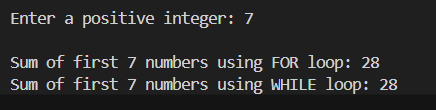 Enter a positive integer: 7
Sum of first 7 numbers using FOR loop: 28
Sum of first 7 numbers using WHILE loop: 28